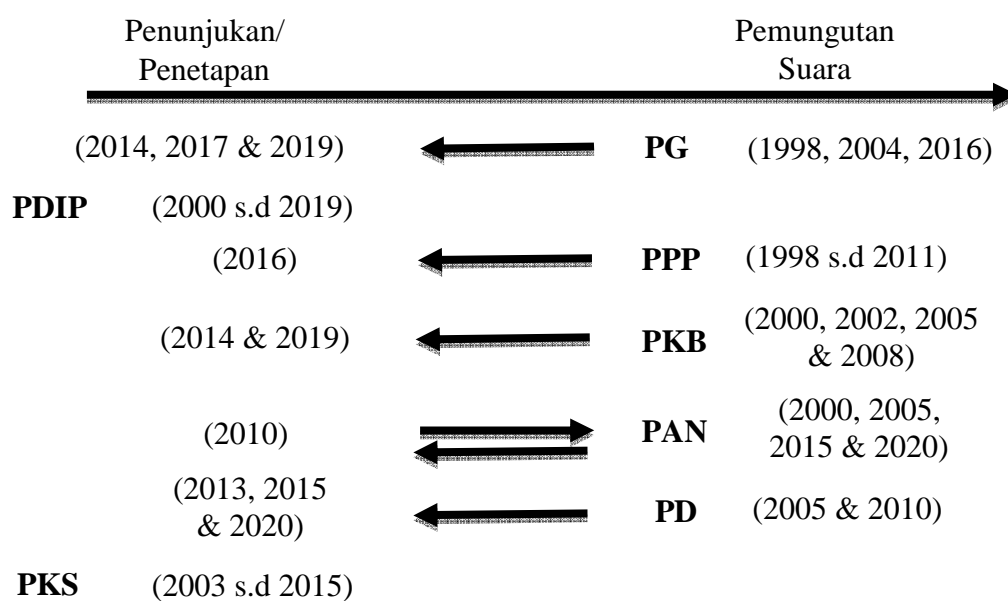 Penunjukan/
Penetapan
Pemungutan
Suara
(2014, 2017 & 2019) PG (1998, 2004, 2016)
PDIP (2000 s.d 2019)
(2016) PPP (1998 s.d 2011)
(2014 & 2019) PKB (2000, 2002, 2005
& 2008)
(2010) PAN (2000, 2005,
2015 & 2020)
(2013, 2015
& 2020) PD (2005 & 2010)
PKS (2003 s.d 2015)